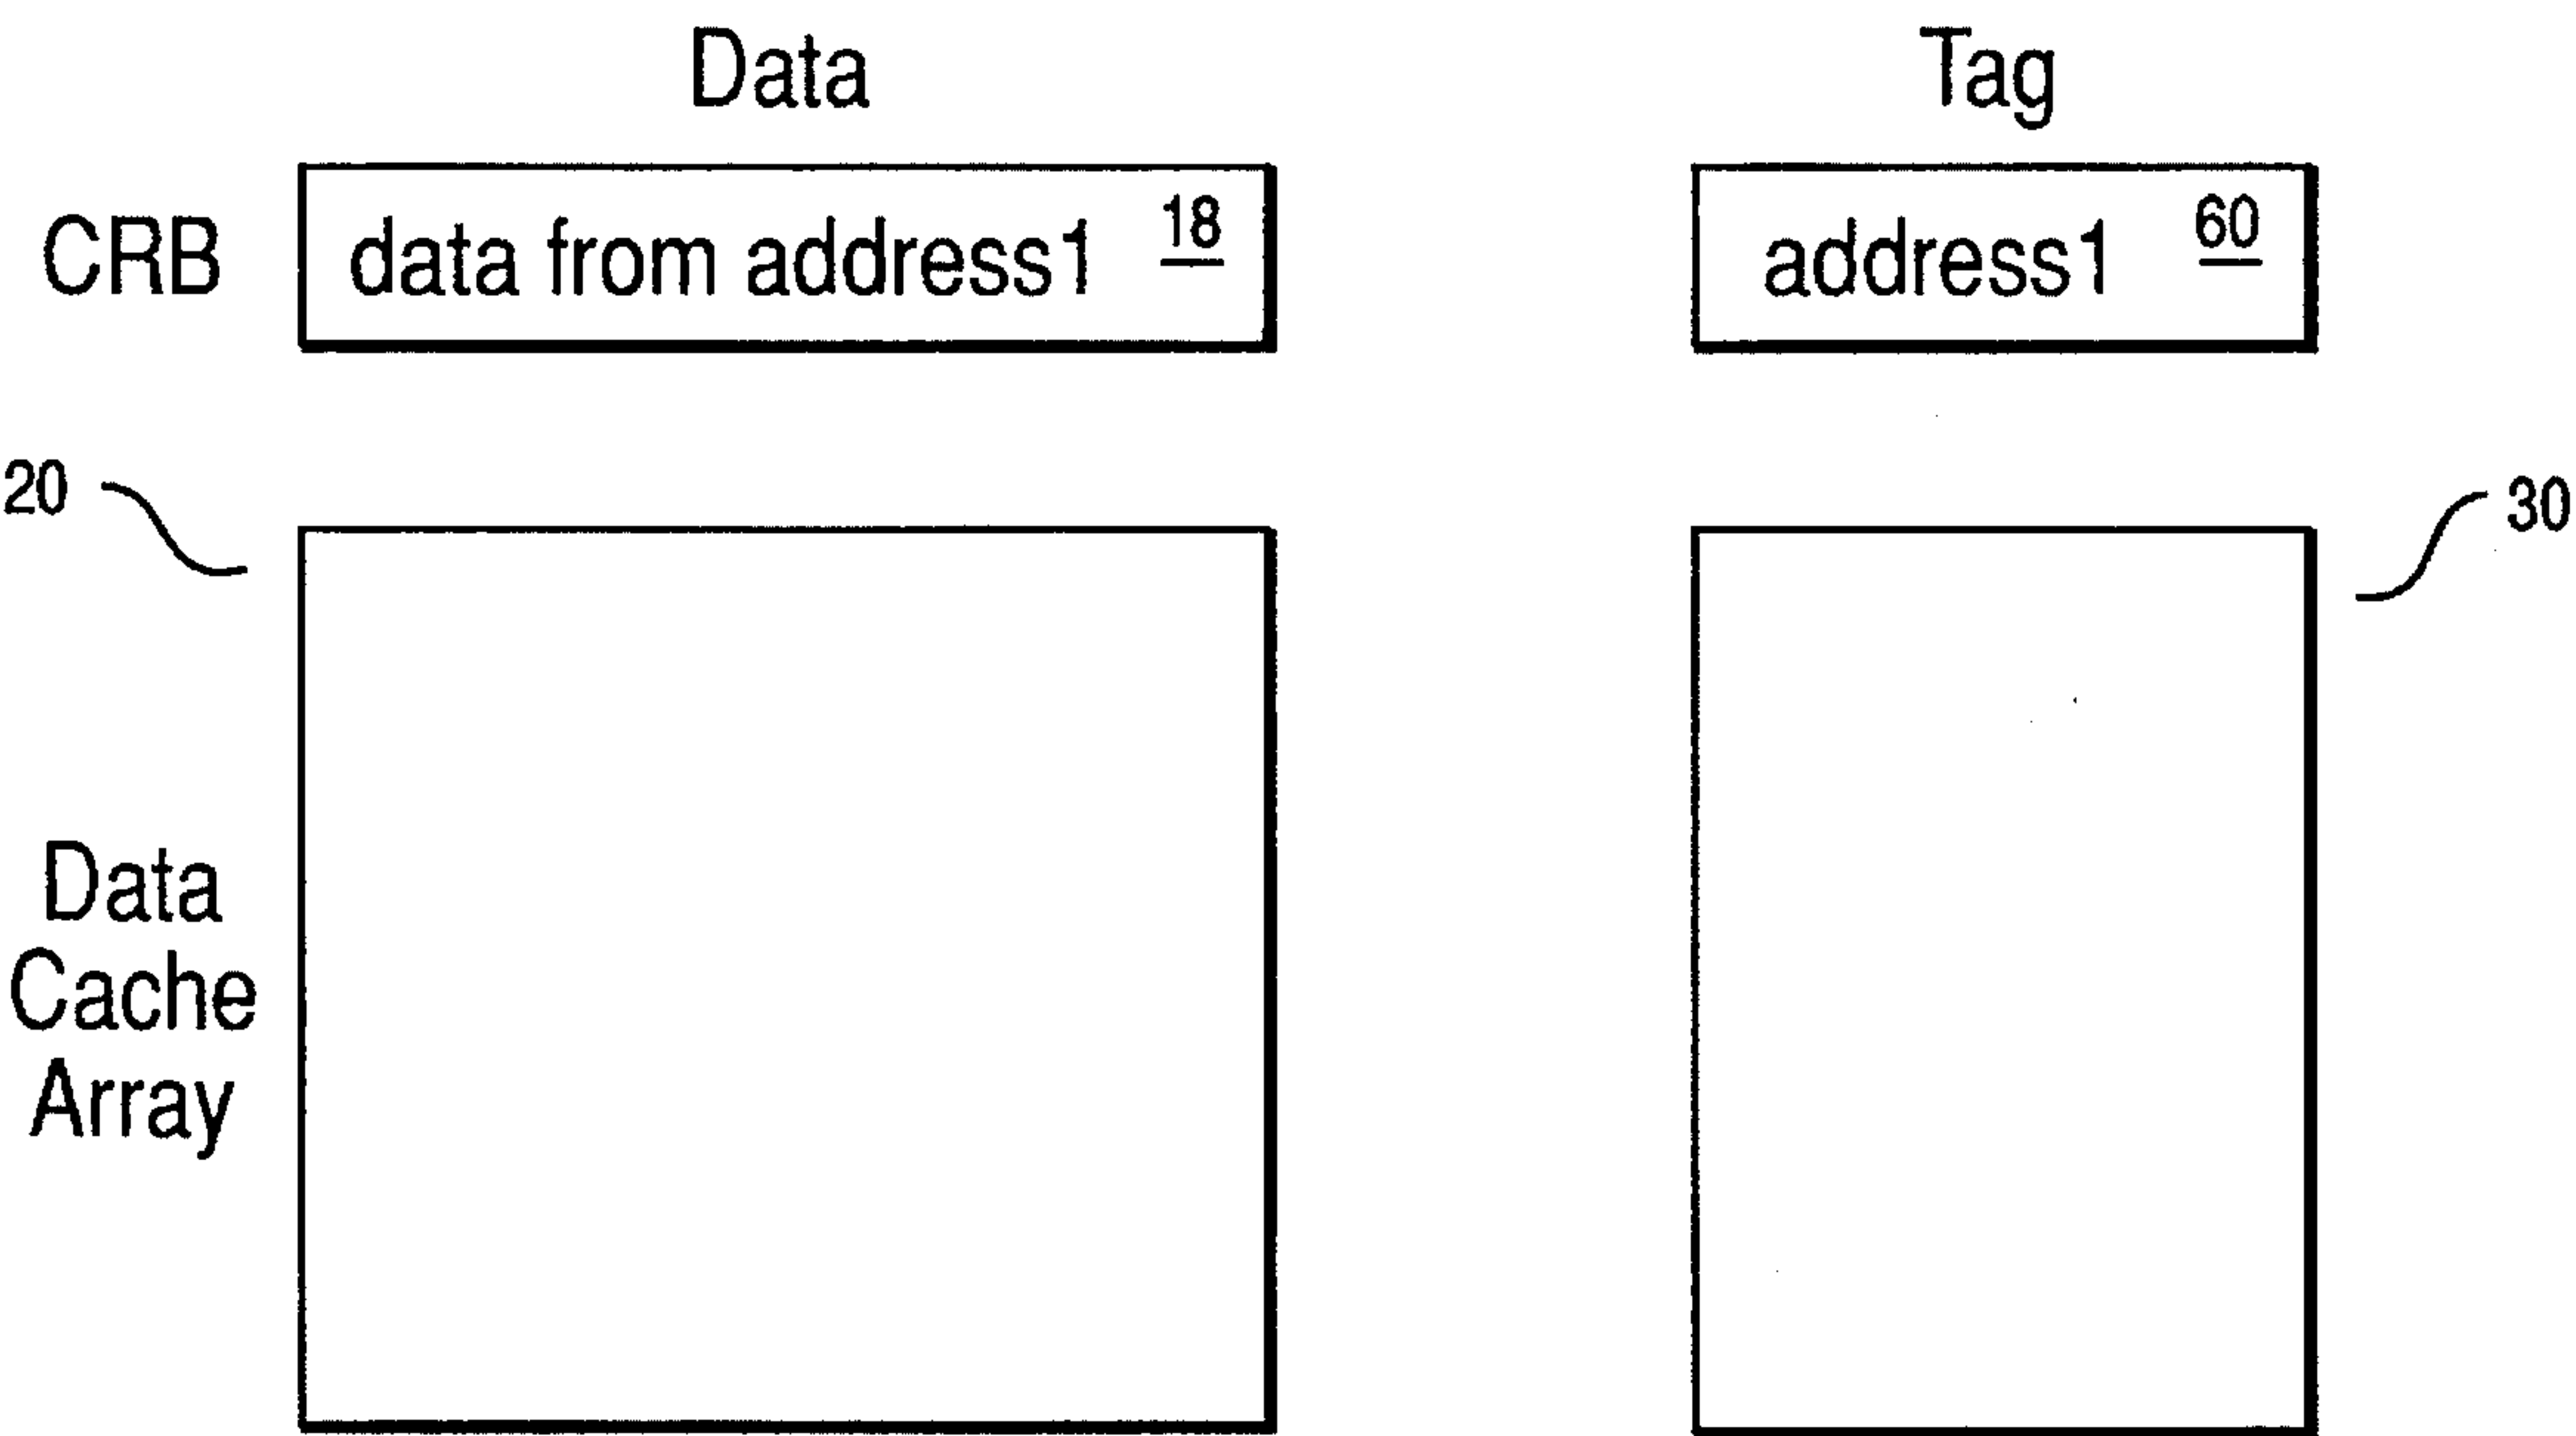 Data
Tag
CRB
data from address1 18
address1 60
20
30
Data
Cache
Array